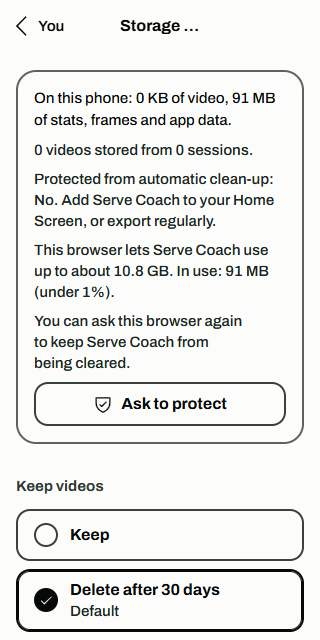 You
Storage ...
On this phone: 0 KB of video, 91 MB
of stats, frames and app data.
0 videos stored from 0 sessions.
Protected from automatic clean-up:
No. Add Serve Coach to your Home
Screen, or export regularly.
This browser lets Serve Coach use
up to about 10.8 GB. In use: 91 MB
(under 1%).
You can ask this browser again
to keep Serve Coach from
being cleared.
Ask to protect
Keep videos
Keep
Delete after 30 days
Default